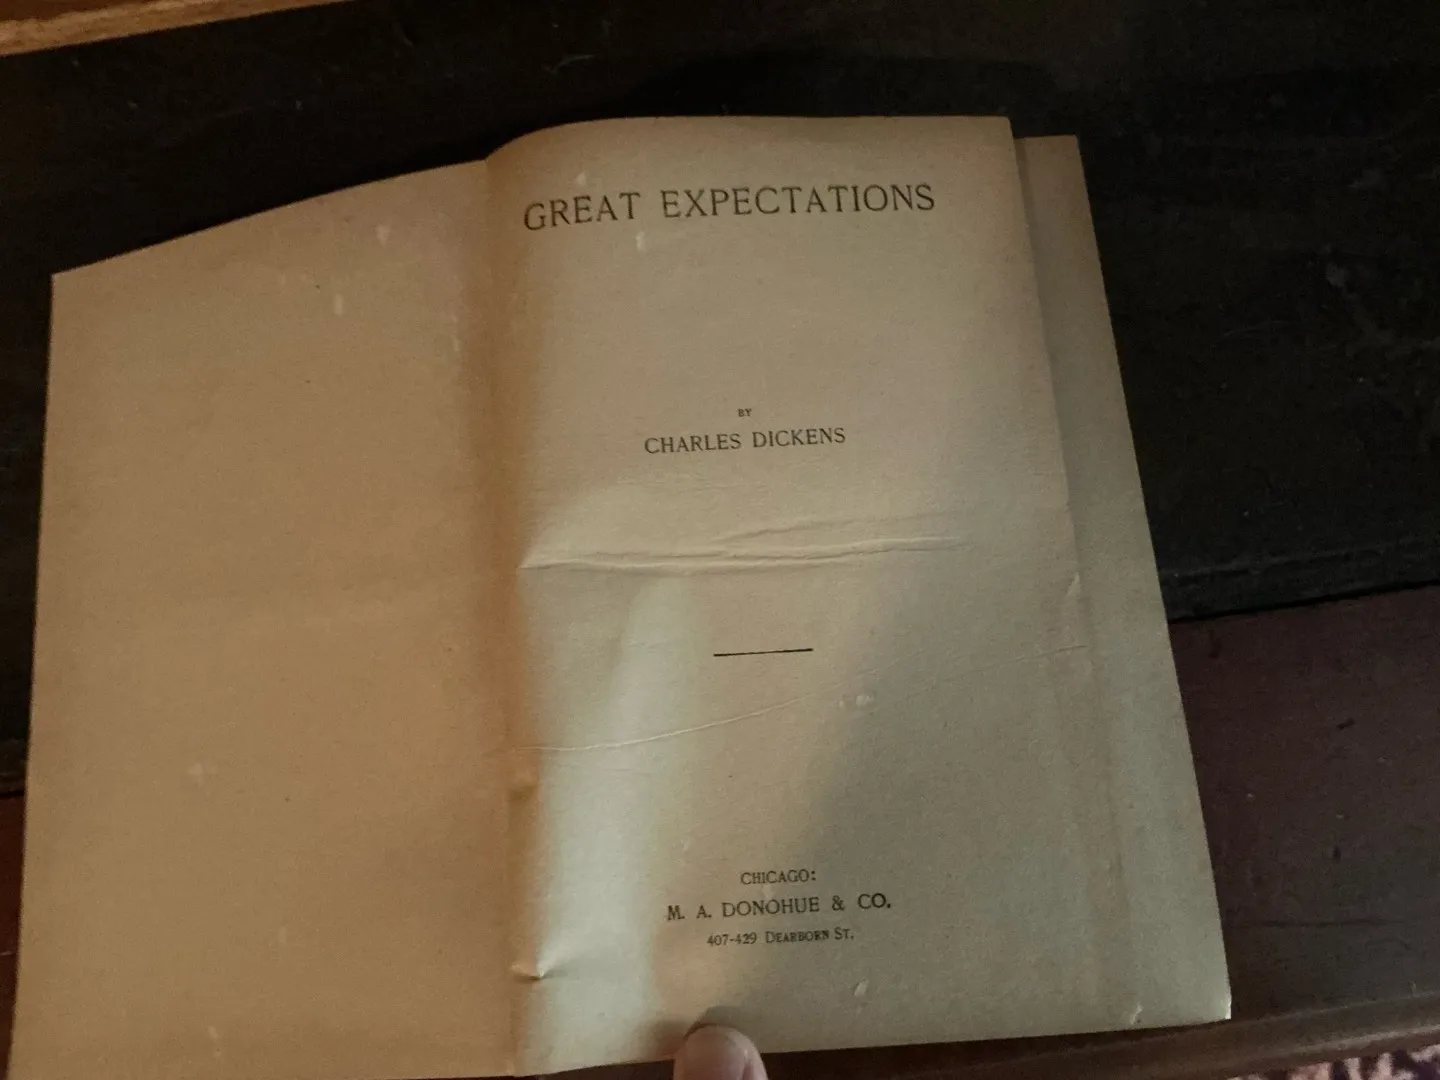 GREAT EXPECTATIONS
BY
CHARLES DICKENS
CHICAGO:
M. A. DONOHUE & CO.
407-429 DEARBORN ST.